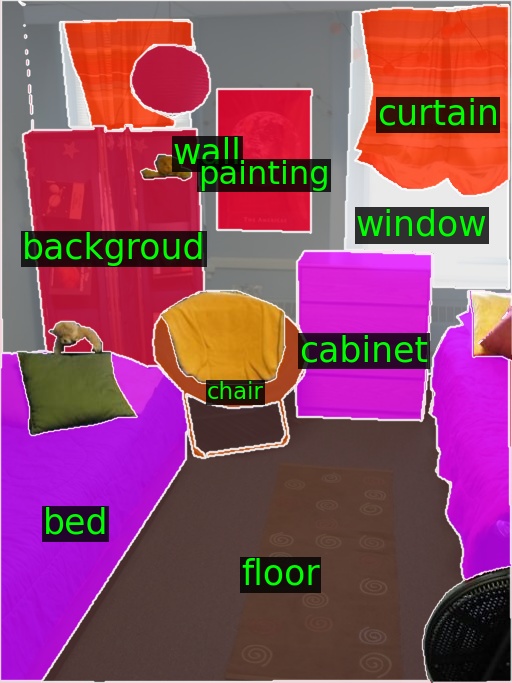 curtain
wall
painting
window
backgroud
cabinet
chair
bed
floor